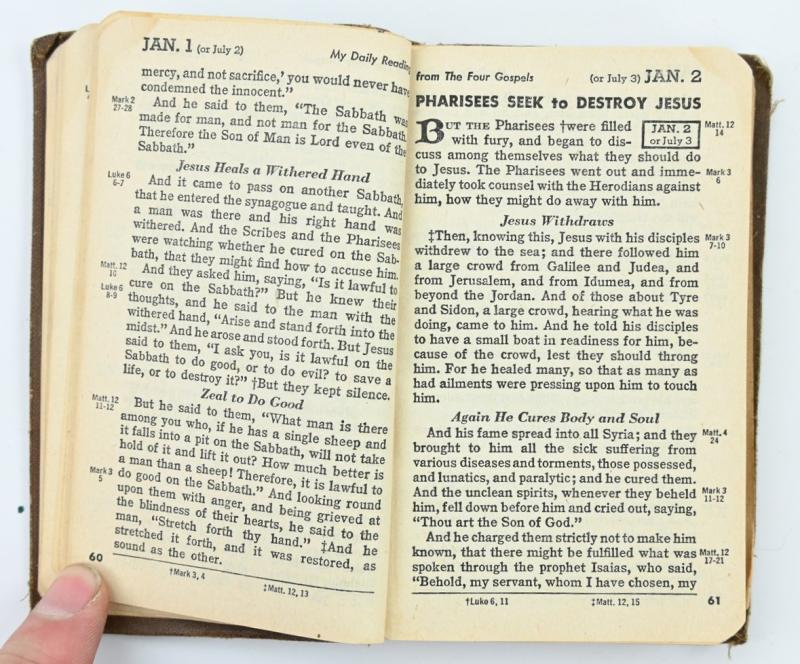 JAN. 1 (or July 2)
My Daily Reading
mercy, and not sacrifice,' you would never have
condemned the innocent."
Mark 2
27-28
And he said to them, "The Sabbath was
made for man, and not man for the Sabbath.
Therefore the Son of Man is Lord even of the
Sabbath."
Jesus Heals a Withered Hand
Luke 6
6-7
And it came to pass on another Sabbath,
that he entered the synagogue and taught. And
a man was there and his right hand was
withered. And the Scribes and the Pharisees
were watching whether he cured on the Sab-
bath, that they might find how to accuse him.
Matt. 12
10
And they asked him, saying, "Is it lawful to
Luke 6
8-9
cure on the Sabbath?" But he knew their
thoughts, and he said to the man with the
withered hand, "Arise and stand forth into the
midst." And he arose and stood forth. But Jesus
said to them, "I ask you, is it lawful on the
Sabbath to do good, or to do evil? to save a
life, or to destroy it?" †But they kept silence.
Zeal to Do Good
Matt. 12
11-12
But he said to them, "What man is there
among you who, if he has a single sheep and
it falls into a pit on the Sabbath, will not take
hold of it and lift it out? How much better is
a man than a sheep! Therefore, it is lawful to
Mark 3
5
do good on the Sabbath." And looking round
upon them with anger, and being grieved at
the blindness of their hearts, he said to the
man, "Stretch forth thy hand." ‡And he
stretched it forth, and it was restored, as
sound as the other.
60
†Mark 3, 4
‡Matt. 12, 13
from The Four Gospels
(or July 3) JAN. 2
PHARISEES SEEK to DESTROY JESUS
BUT THE Pharisees †were filled
JAN. 2
or July 3
Matt. 12
14
with fury, and began to dis-
cuss among themselves what they should do
to Jesus. The Pharisees went out and imme-
Mark 3
6
diately took counsel with the Herodians against
him, how they might do away with him.
Jesus Withdraws
‡Then, knowing this, Jesus with his disciples
Mark 3
7-10
withdrew to the sea; and there followed him
a large crowd from Galilee and Judea, and
from Jerusalem, and from Idumea, and from
beyond the Jordan. And of those about Tyre
and Sidon, a large crowd, hearing what he was
doing, came to him. And he told his disciples
to have a small boat in readiness for him, be-
cause of the crowd, lest they should throng
him. For he healed many, so that as many as
had ailments were pressing upon him to touch
him.
Again He Cures Body and Soul
And his fame spread into all Syria; and they
Matt. 4
24
brought to him all the sick suffering from
various diseases and torments, those possessed,
and lunatics, and paralytic; and he cured them.
And the unclean spirits, whenever they beheld
Mark 3
11-12
him, fell down before him and cried out, saying,
"Thou art the Son of God."
And he charged them strictly not to make him
known, that there might be fulfilled what was
Matt. 12
17-21
spoken through the prophet Isaias, who said,
"Behold, my servant, whom I have chosen, my
†Luke 6, 11
‡Matt. 12, 15
61